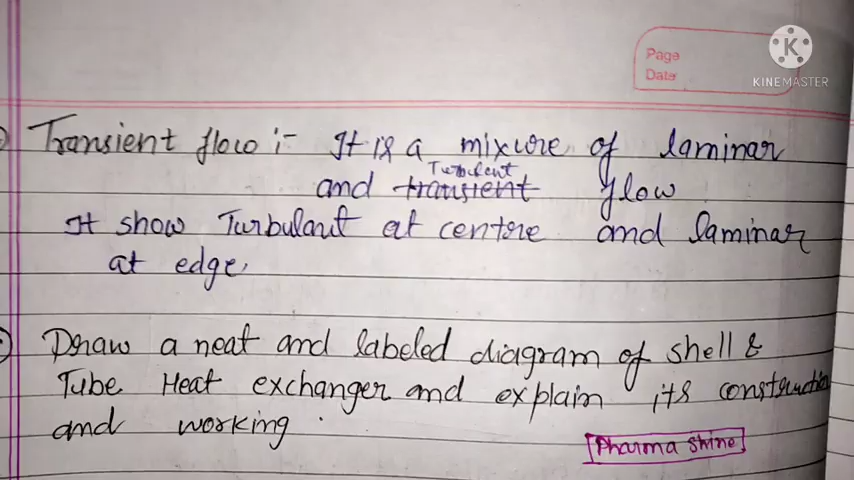 Page
Date
K
KINEMASTER
Transient flow :- It is a mixture of laminar
Turbulent
and transient flow
It show Turbulant at centre and laminar
at edge.
Draw a neat and labeled diagram of shell &
Tube Heat exchanger and explain its construction
and working.
Pharma Shine